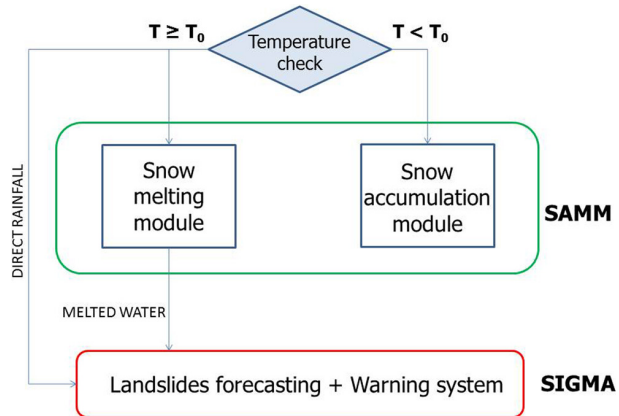 T ≥ T₀
Temperature
check
T < T₀
Snow
melting
module
Snow
accumulation
module
SAMM
DIRECT RAINFALL
MELTED WATER
Landslides forecasting + Warning system
SIGMA